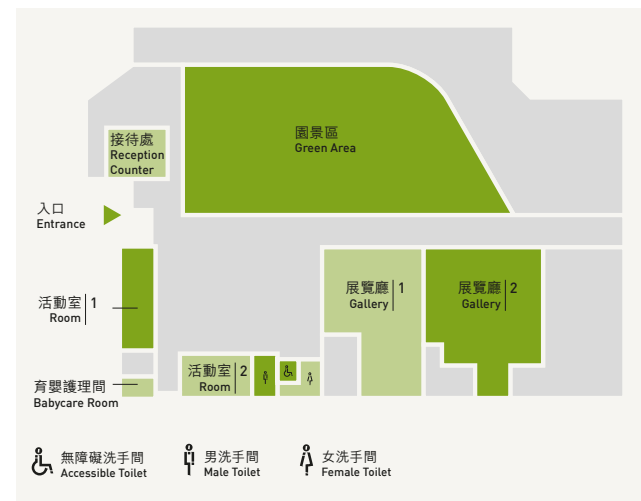 接待處
Reception
Counter
園景區
Green Area
入口
Entrance
活動室 1
Room
展覽廳 1
Gallery
展覽廳 2
Gallery
活動室 2
Room
育嬰護理間
Babycare Room
無障礙洗手間
Accessible Toilet
男洗手間
Male Toilet
女洗手間
Female Toilet